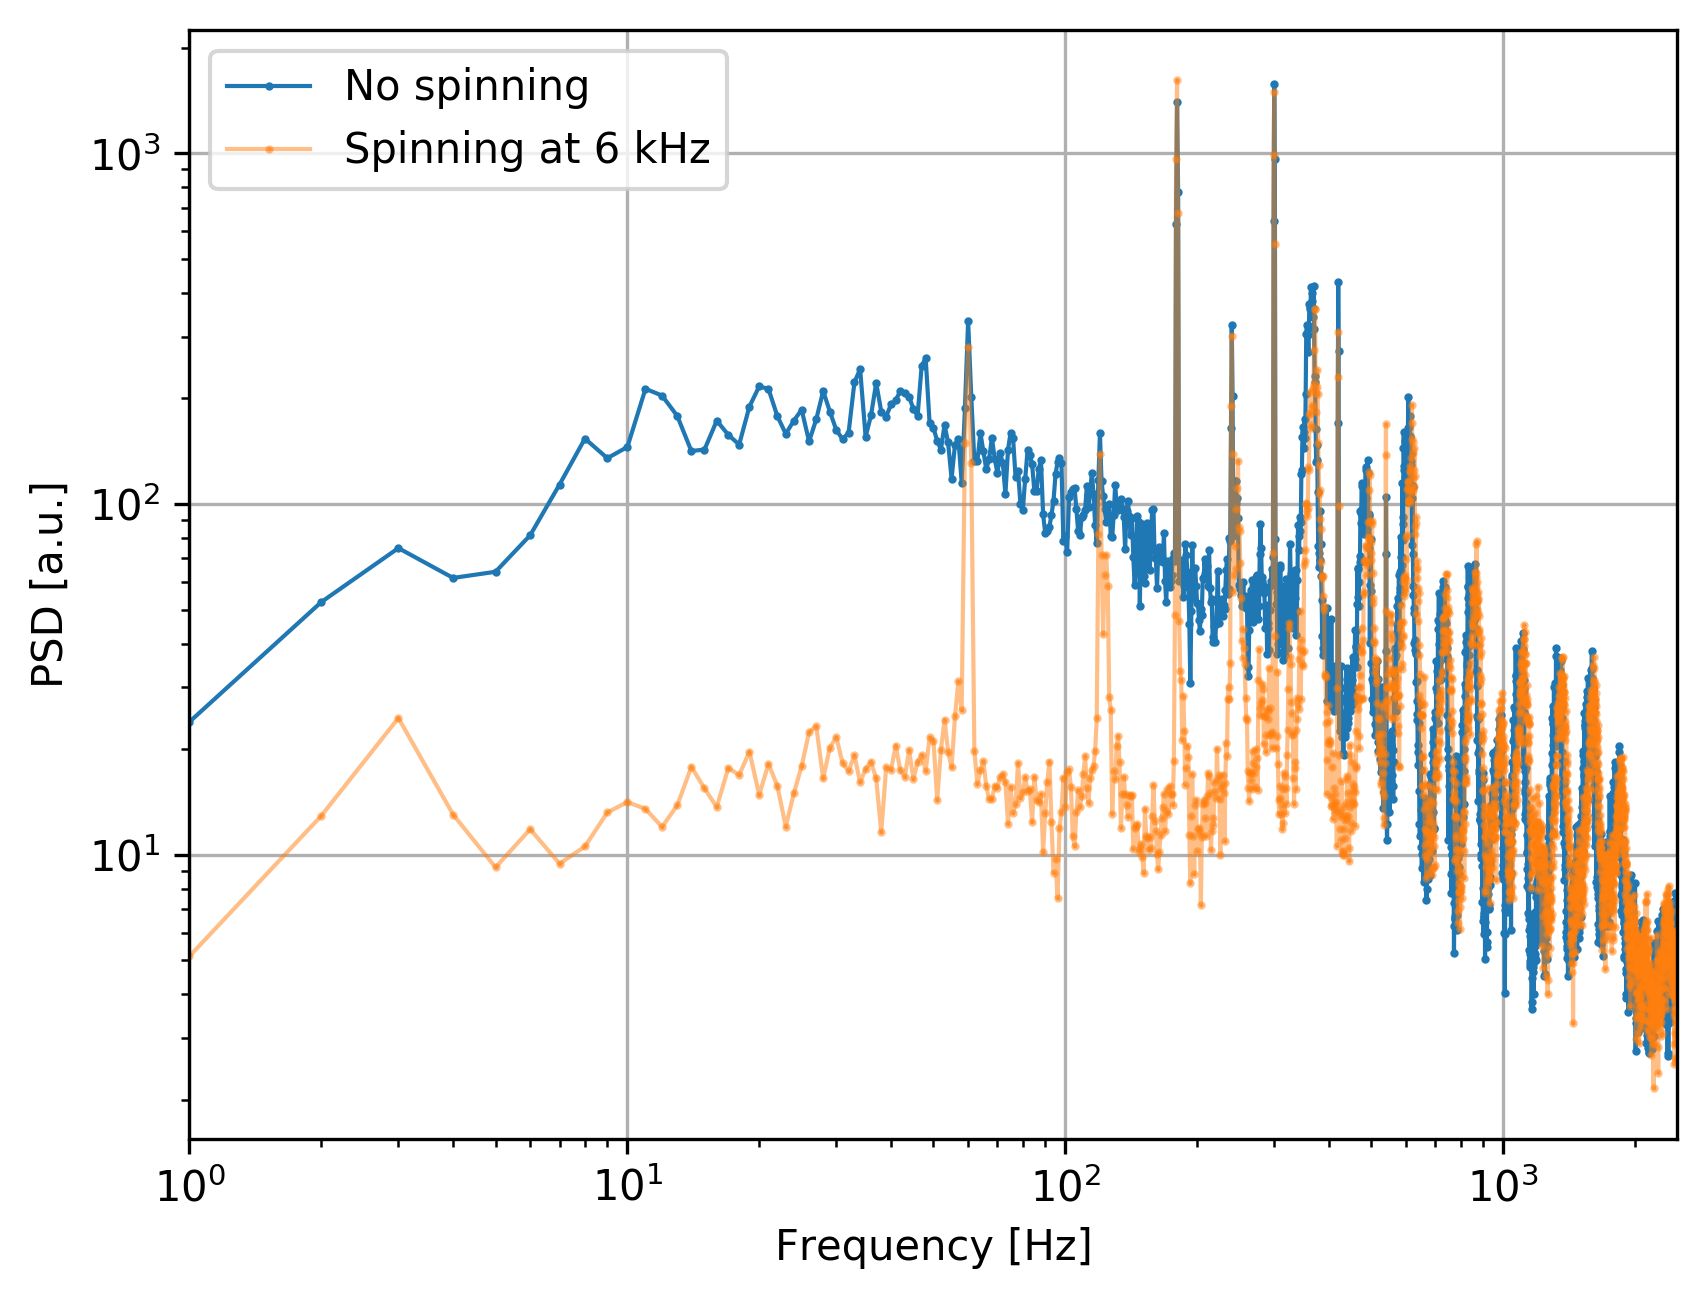 No spinning
Spinning at 6 kHz
10³
10²
10¹
PSD [a.u.]
10⁰ 10¹ 10² 10³
Frequency [Hz]